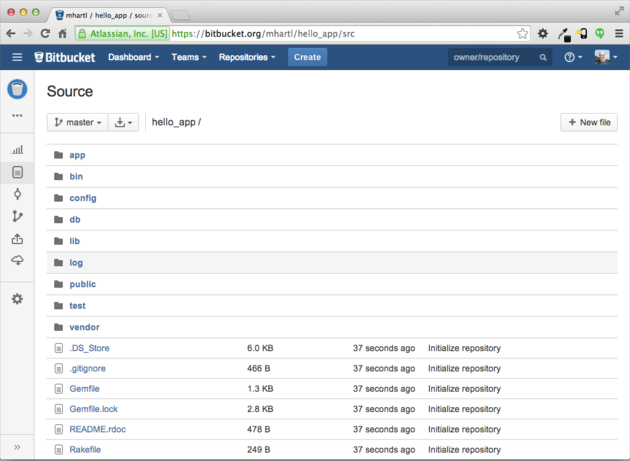 mhartl / hello_app / sourc
Atlassian, Inc. [US] https://bitbucket.org/mhartl/hello_app/src
Bitbucket Dashboard Teams Repositories Create owner/repository
Source
master hello_app / New file
app
bin
config
db
lib
log
public
test
vendor
.DS_Store 6.0 KB 37 seconds ago Initialize repository
.gitignore 466 B 37 seconds ago Initialize repository
Gemfile 1.3 KB 37 seconds ago Initialize repository
Gemfile.lock 2.8 KB 37 seconds ago Initialize repository
README.rdoc 478 B 37 seconds ago Initialize repository
Rakefile 249 B 37 seconds ago Initialize repository